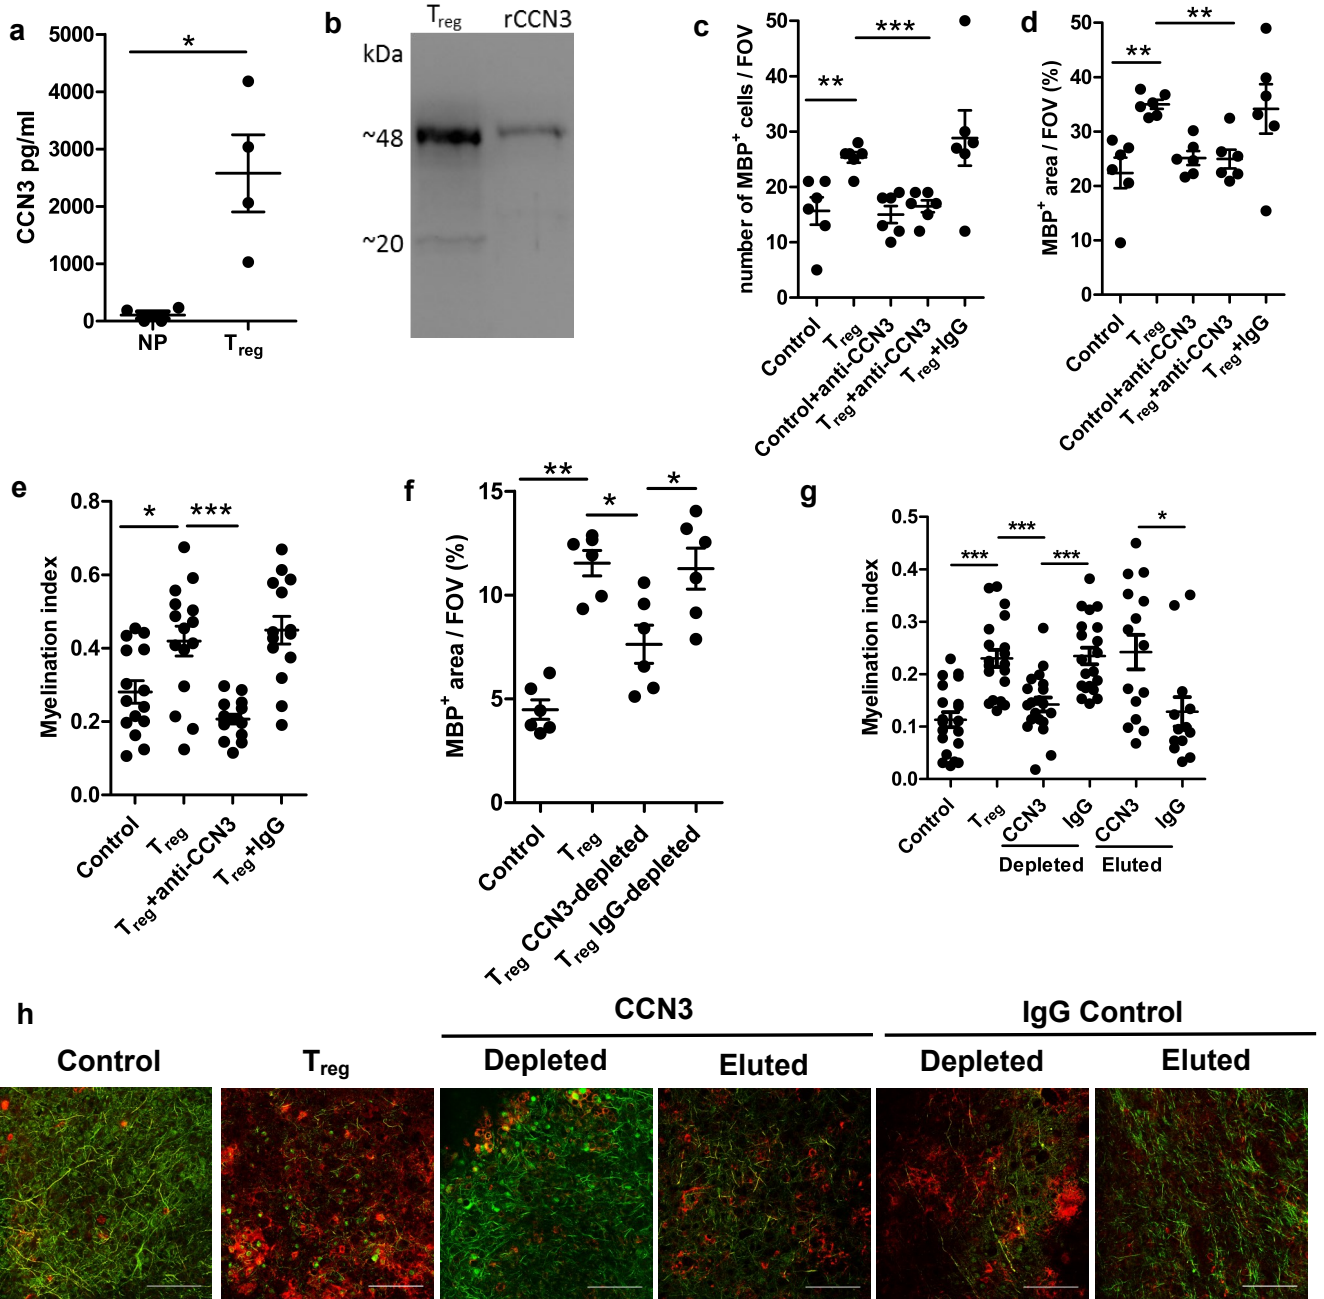 a
CCN3 pg/ml
5000
4000
3000
2000
1000
0
*
NP
Treg
b
Treg
rCCN3
kDa
~48
~20
c
number of MBP+ cells / FOV
50
40
30
20
10
0
**
***
Control
Treg
Control+anti-CCN3
Treg+anti-CCN3
Treg+IgG
d
MBP+ area / FOV (%)
50
40
30
20
10
0
**
**
Control
Treg
Control+anti-CCN3
Treg+anti-CCN3
Treg+IgG
e
Myelination index
0.8
0.6
0.4
0.2
0.0
*
***
Control
Treg
Treg+anti-CCN3
Treg+IgG
f
MBP+ area / FOV (%)
15
10
5
0
**
*
*
Control
Treg
Treg CCN3-depleted
Treg IgG-depleted
g
Myelination index
0.5
0.4
0.3
0.2
0.1
0.0
***
***
***
*
Control
Treg
CCN3
IgG
CCN3
IgG
Depleted
Eluted
h
CCN3
IgG Control
Control
Treg
Depleted
Eluted
Depleted
Eluted